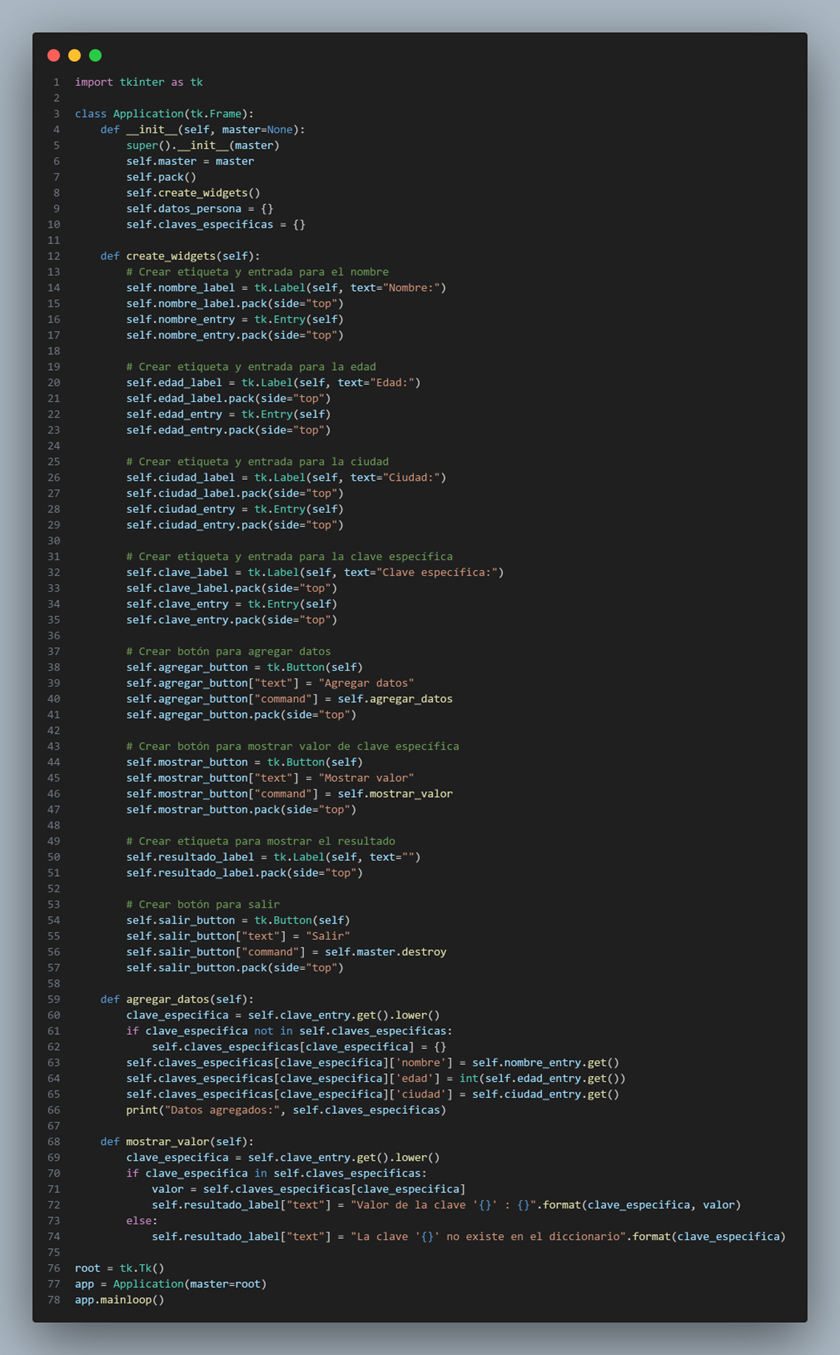 1 import tkinter as tk
2
3 class Application(tk.Frame):
4     def __init__(self, master=None):
5         super().__init__(master)
6         self.master = master
7         self.pack()
8         self.create_widgets()
9         self.datos_persona = {}
10         self.claves_especificas = {}
11
12     def create_widgets(self):
13         # Crear etiqueta y entrada para el nombre
14         self.nombre_label = tk.Label(self, text="Nombre:")
15         self.nombre_label.pack(side="top")
16         self.nombre_entry = tk.Entry(self)
17         self.nombre_entry.pack(side="top")
18
19         # Crear etiqueta y entrada para la edad
20         self.edad_label = tk.Label(self, text="Edad:")
21         self.edad_label.pack(side="top")
22         self.edad_entry = tk.Entry(self)
23         self.edad_entry.pack(side="top")
24
25         # Crear etiqueta y entrada para la ciudad
26         self.ciudad_label = tk.Label(self, text="Ciudad:")
27         self.ciudad_label.pack(side="top")
28         self.ciudad_entry = tk.Entry(self)
29         self.ciudad_entry.pack(side="top")
30
31         # Crear etiqueta y entrada para la clave específica
32         self.clave_label = tk.Label(self, text="Clave específica:")
33         self.clave_label.pack(side="top")
34         self.clave_entry = tk.Entry(self)
35         self.clave_entry.pack(side="top")
36
37         # Crear botón para agregar datos
38         self.agregar_button = tk.Button(self)
39         self.agregar_button["text"] = "Agregar datos"
40         self.agregar_button["command"] = self.agregar_datos
41         self.agregar_button.pack(side="top")
42
43         # Crear botón para mostrar valor de clave específica
44         self.mostrar_button = tk.Button(self)
45         self.mostrar_button["text"] = "Mostrar valor"
46         self.mostrar_button["command"] = self.mostrar_valor
47         self.mostrar_button.pack(side="top")
48
49         # Crear etiqueta para mostrar el resultado
50         self.resultado_label = tk.Label(self, text="")
51         self.resultado_label.pack(side="top")
52
53         # Crear botón para salir
54         self.salir_button = tk.Button(self)
55         self.salir_button["text"] = "Salir"
56         self.salir_button["command"] = self.master.destroy
57         self.salir_button.pack(side="top")
58
59     def agregar_datos(self):
60         clave_especifica = self.clave_entry.get().lower()
61         if clave_especifica not in self.claves_especificas:
62             self.claves_especificas[clave_especifica] = {}
63         self.claves_especificas[clave_especifica]['nombre'] = self.nombre_entry.get()
64         self.claves_especificas[clave_especifica]['edad'] = int(self.edad_entry.get())
65         self.claves_especificas[clave_especifica]['ciudad'] = self.ciudad_entry.get()
66         print("Datos agregados:", self.claves_especificas)
67
68     def mostrar_valor(self):
69         clave_especifica = self.clave_entry.get().lower()
70         if clave_especifica in self.claves_especificas:
71             valor = self.claves_especificas[clave_especifica]
72             self.resultado_label["text"] = "Valor de la clave '{}' : {}".format(clave_especifica, valor)
73         else:
74             self.resultado_label["text"] = "La clave '{}' no existe en el diccionario".format(clave_especifica)
75
76 root = tk.Tk()
77 app = Application(master=root)
78 app.mainloop()